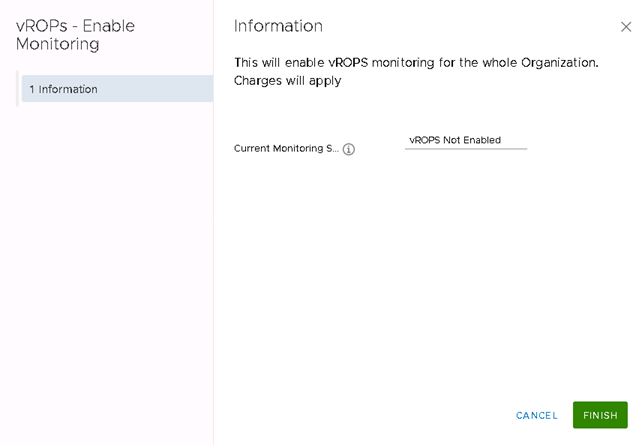 vROPs - Enable
Monitoring
1 Information
Information
This will enable vROPS monitoring for the whole Organization.
Charges will apply
Current Monitoring S...
vROPS Not Enabled
CANCEL
FINISH